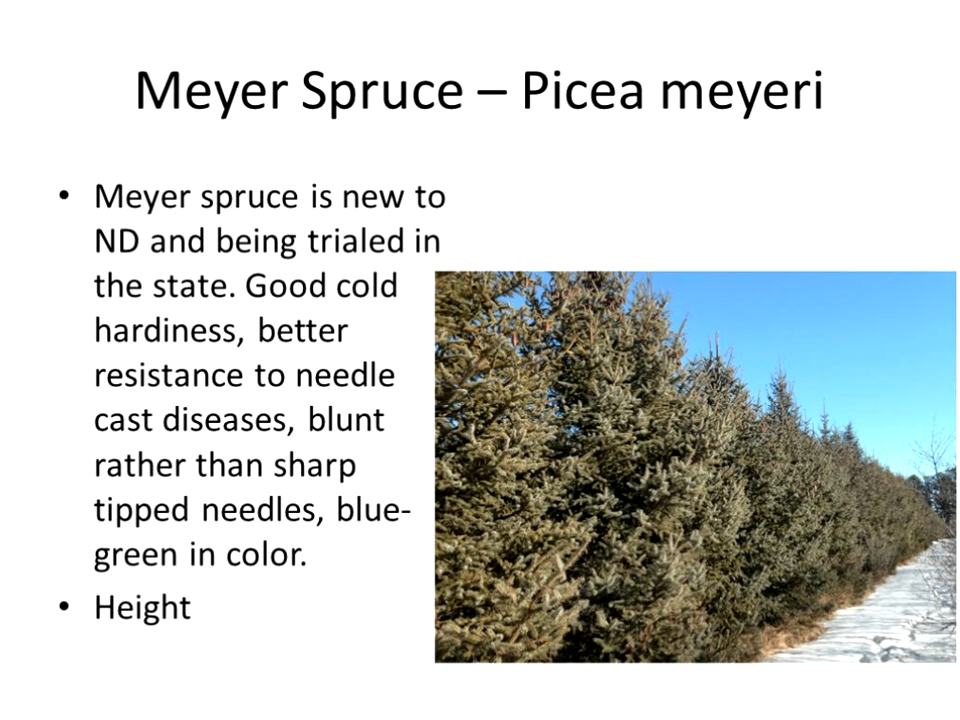 Meyer Spruce – Picea meyeri
• Meyer spruce is new to
ND and being trialed in
the state. Good cold
hardiness, better
resistance to needle
cast diseases, blunt
rather than sharp
tipped needles, blue-
green in color.
• Height